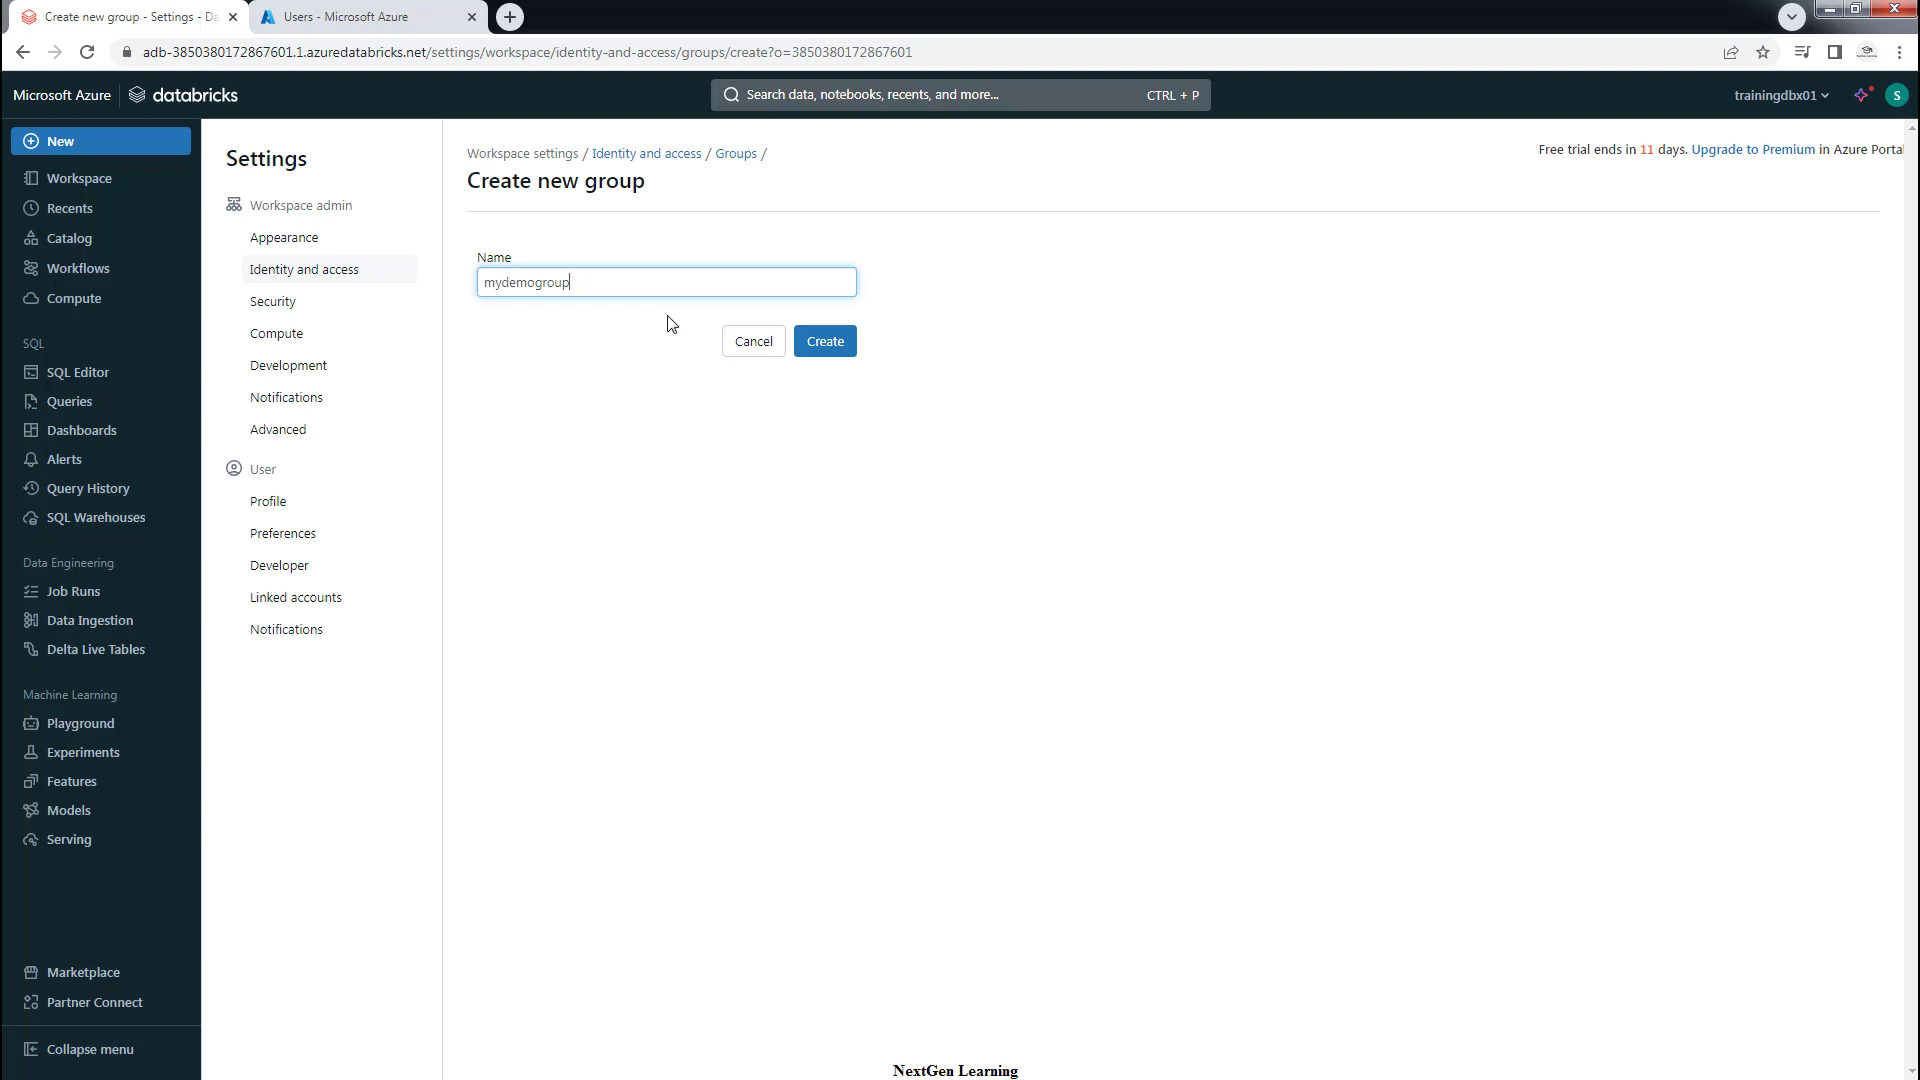 Create new group - Settings - Da
Users - Microsoft Azure
adb-3850380172867601.1.azuredatabricks.net/settings/workspace/identity-and-access/groups/create?o=3850380172867601
Microsoft Azure
databricks
Search data, notebooks, recents, and more...
CTRL + P
trainingdbx01
S
New
Workspace
Recents
Catalog
Workflows
Compute
SQL
SQL Editor
Queries
Dashboards
Alerts
Query History
SQL Warehouses
Data Engineering
Job Runs
Data Ingestion
Delta Live Tables
Machine Learning
Playground
Experiments
Features
Models
Serving
Marketplace
Partner Connect
Collapse menu
Settings
Workspace admin
Appearance
Identity and access
Security
Compute
Development
Notifications
Advanced
User
Profile
Preferences
Developer
Linked accounts
Notifications
Workspace settings / Identity and access / Groups /
Free trial ends in 11 days. Upgrade to Premium in Azure Porta
Create new group
Name
mydemogroup
Cancel
Create
NextGen Learning